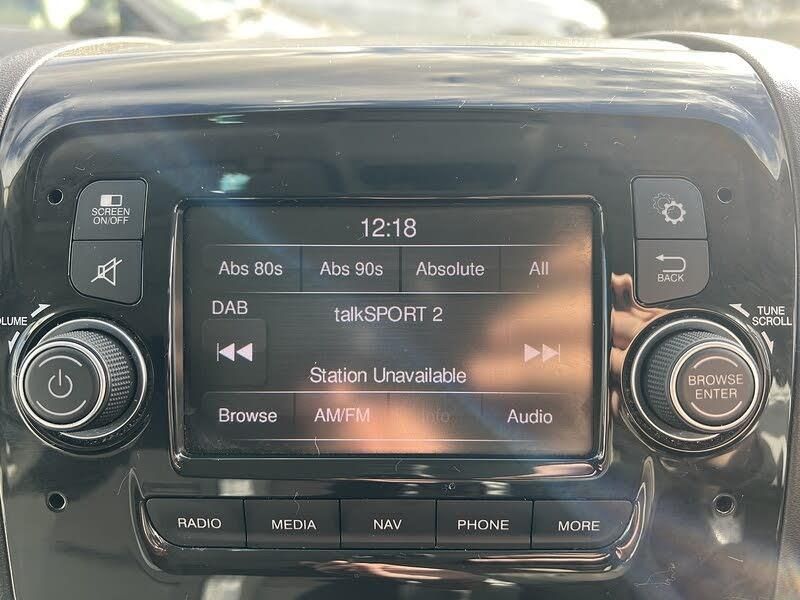 12:18
SCREEN
ON/OFF
Abs 80s Abs 90s Absolute All
DAB
talkSPORT 2
Station Unavailable
Browse AM/FM Info Audio
BACK
TUNE
SCROLL
BROWSE
ENTER
RADIO MEDIA NAV PHONE MORE